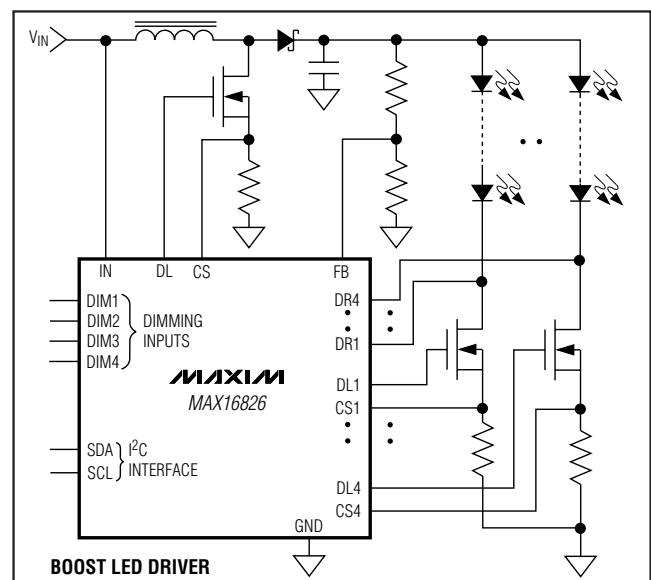 VIN
IN DL CS FB
DIM1
DIM2
DIM3
DIM4
DIMMING
INPUTS
DR4
DR1
DL1
CS1
MAXIM
MAX16826
SDA
SCL
I²C
INTERFACE
DL4
CS4
GND
BOOST LED DRIVER